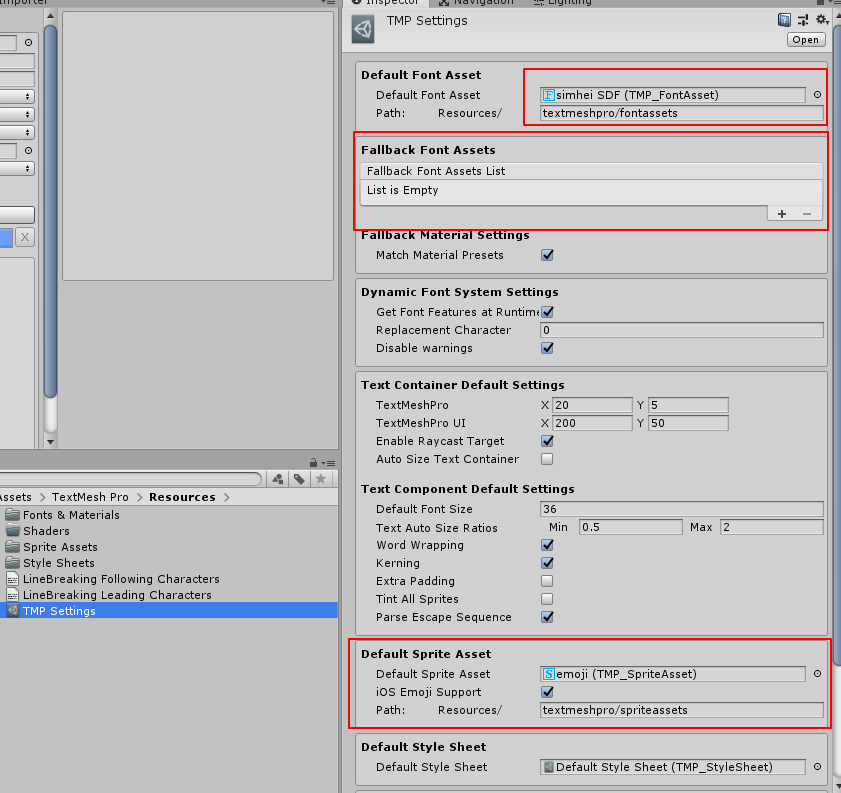 Importer
Inspector
Navigation
Lighting
TMP Settings
Open
Default Font Asset
Default Font Asset simhei SDF (TMP_FontAsset)
Path: Resources/ textmeshpro/fontassets
Fallback Font Assets
Fallback Font Assets List
List is Empty
+ −
Fallback Material Settings
Match Material Presets
Dynamic Font System Settings
Get Font Features at Runtime
Replacement Character 0
Disable warnings
Text Container Default Settings
TextMeshPro X 20 Y 5
TextMeshPro UI X 200 Y 50
Enable Raycast Target
Auto Size Text Container
Text Component Default Settings
Default Font Size 36
Text Auto Size Ratios Min 0.5 Max 2
Word Wrapping
Kerning
Extra Padding
Tint All Sprites
Parse Escape Sequence
Default Sprite Asset
Default Sprite Asset emoji (TMP_SpriteAsset)
iOS Emoji Support
Path: Resources/ textmeshpro/spriteassets
Default Style Sheet
Default Style Sheet Default Style Sheet (TMP_StyleSheet)
X
Assets > TextMesh Pro > Resources >
Fonts & Materials
Shaders
Sprite Assets
Style Sheets
LineBreaking Following Characters
LineBreaking Leading Characters
TMP Settings